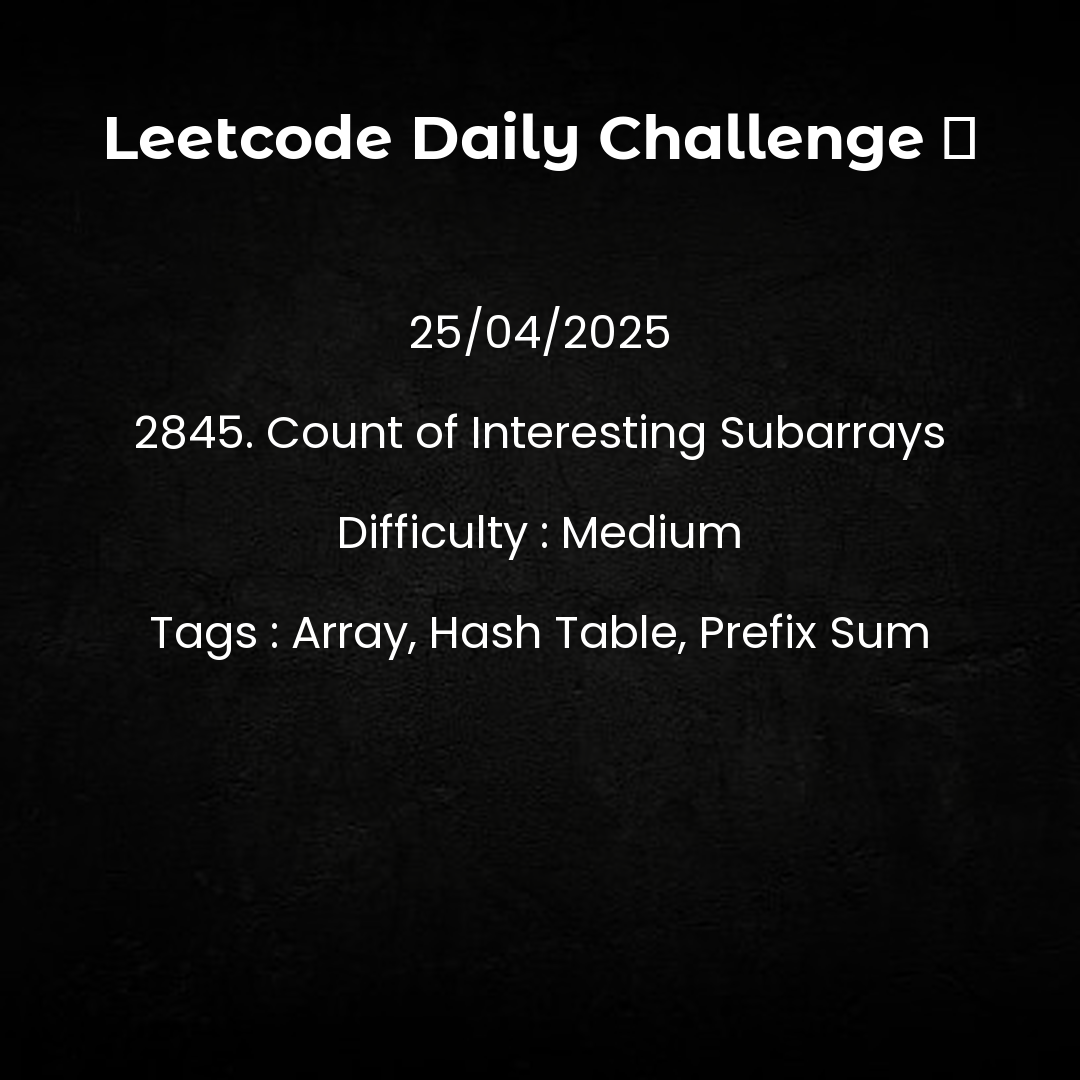 Leetcode Daily Challenge
25/04/2025
2845. Count of Interesting Subarrays
Difficulty : Medium
Tags : Array, Hash Table, Prefix Sum